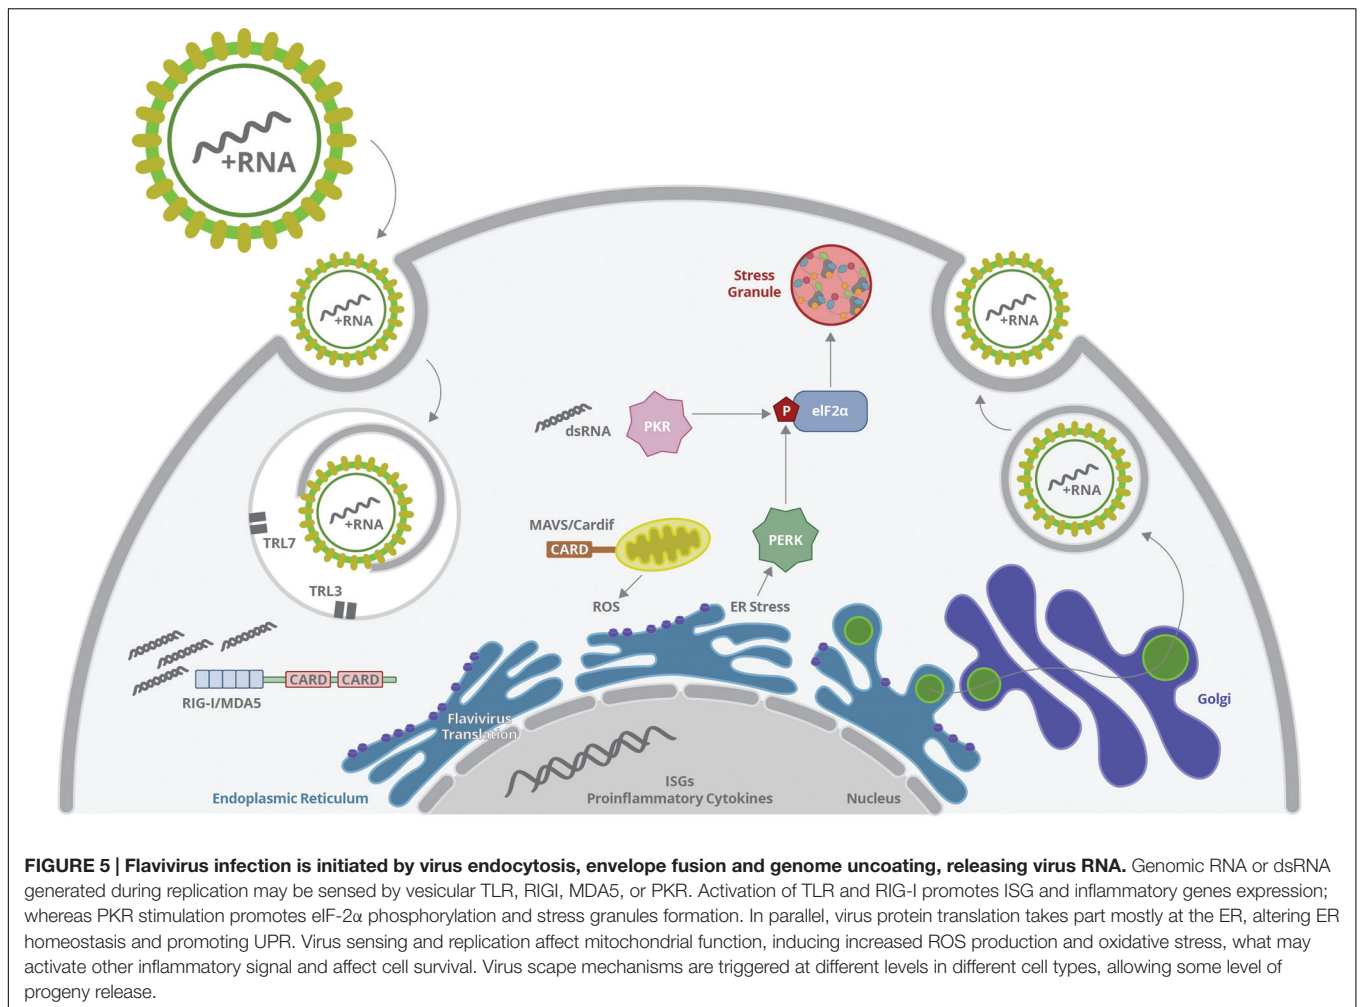 +RNA
+RNA
+RNA
Stress
Granule
dsRNA
PKR
P
eIF2α
+RNA
+RNA
TRL7
TRL3
MAVS/Cardif
CARD
PERK
ROS
ER Stress
CARD
CARD
RIG-I/MDA5
Flavivirus
Translation
Golgi
Endoplasmic Reticulum
ISGs
Proinflammatory Cytokines
Nucleus
FIGURE 5 | Flavivirus infection is initiated by virus endocytosis, envelope fusion and genome uncoating, releasing virus RNA. Genomic RNA or dsRNA
generated during replication may be sensed by vesicular TLR, RIGI, MDA5, or PKR. Activation of TLR and RIG-I promotes ISG and inflammatory genes expression;
whereas PKR stimulation promotes eIF-2α phosphorylation and stress granules formation. In parallel, virus protein translation takes part mostly at the ER, altering ER
homeostasis and promoting UPR. Virus sensing and replication affect mitochondrial function, inducing increased ROS production and oxidative stress, what may
activate other inflammatory signal and affect cell survival. Virus scape mechanisms are triggered at different levels in different cell types, allowing some level of
progeny release.